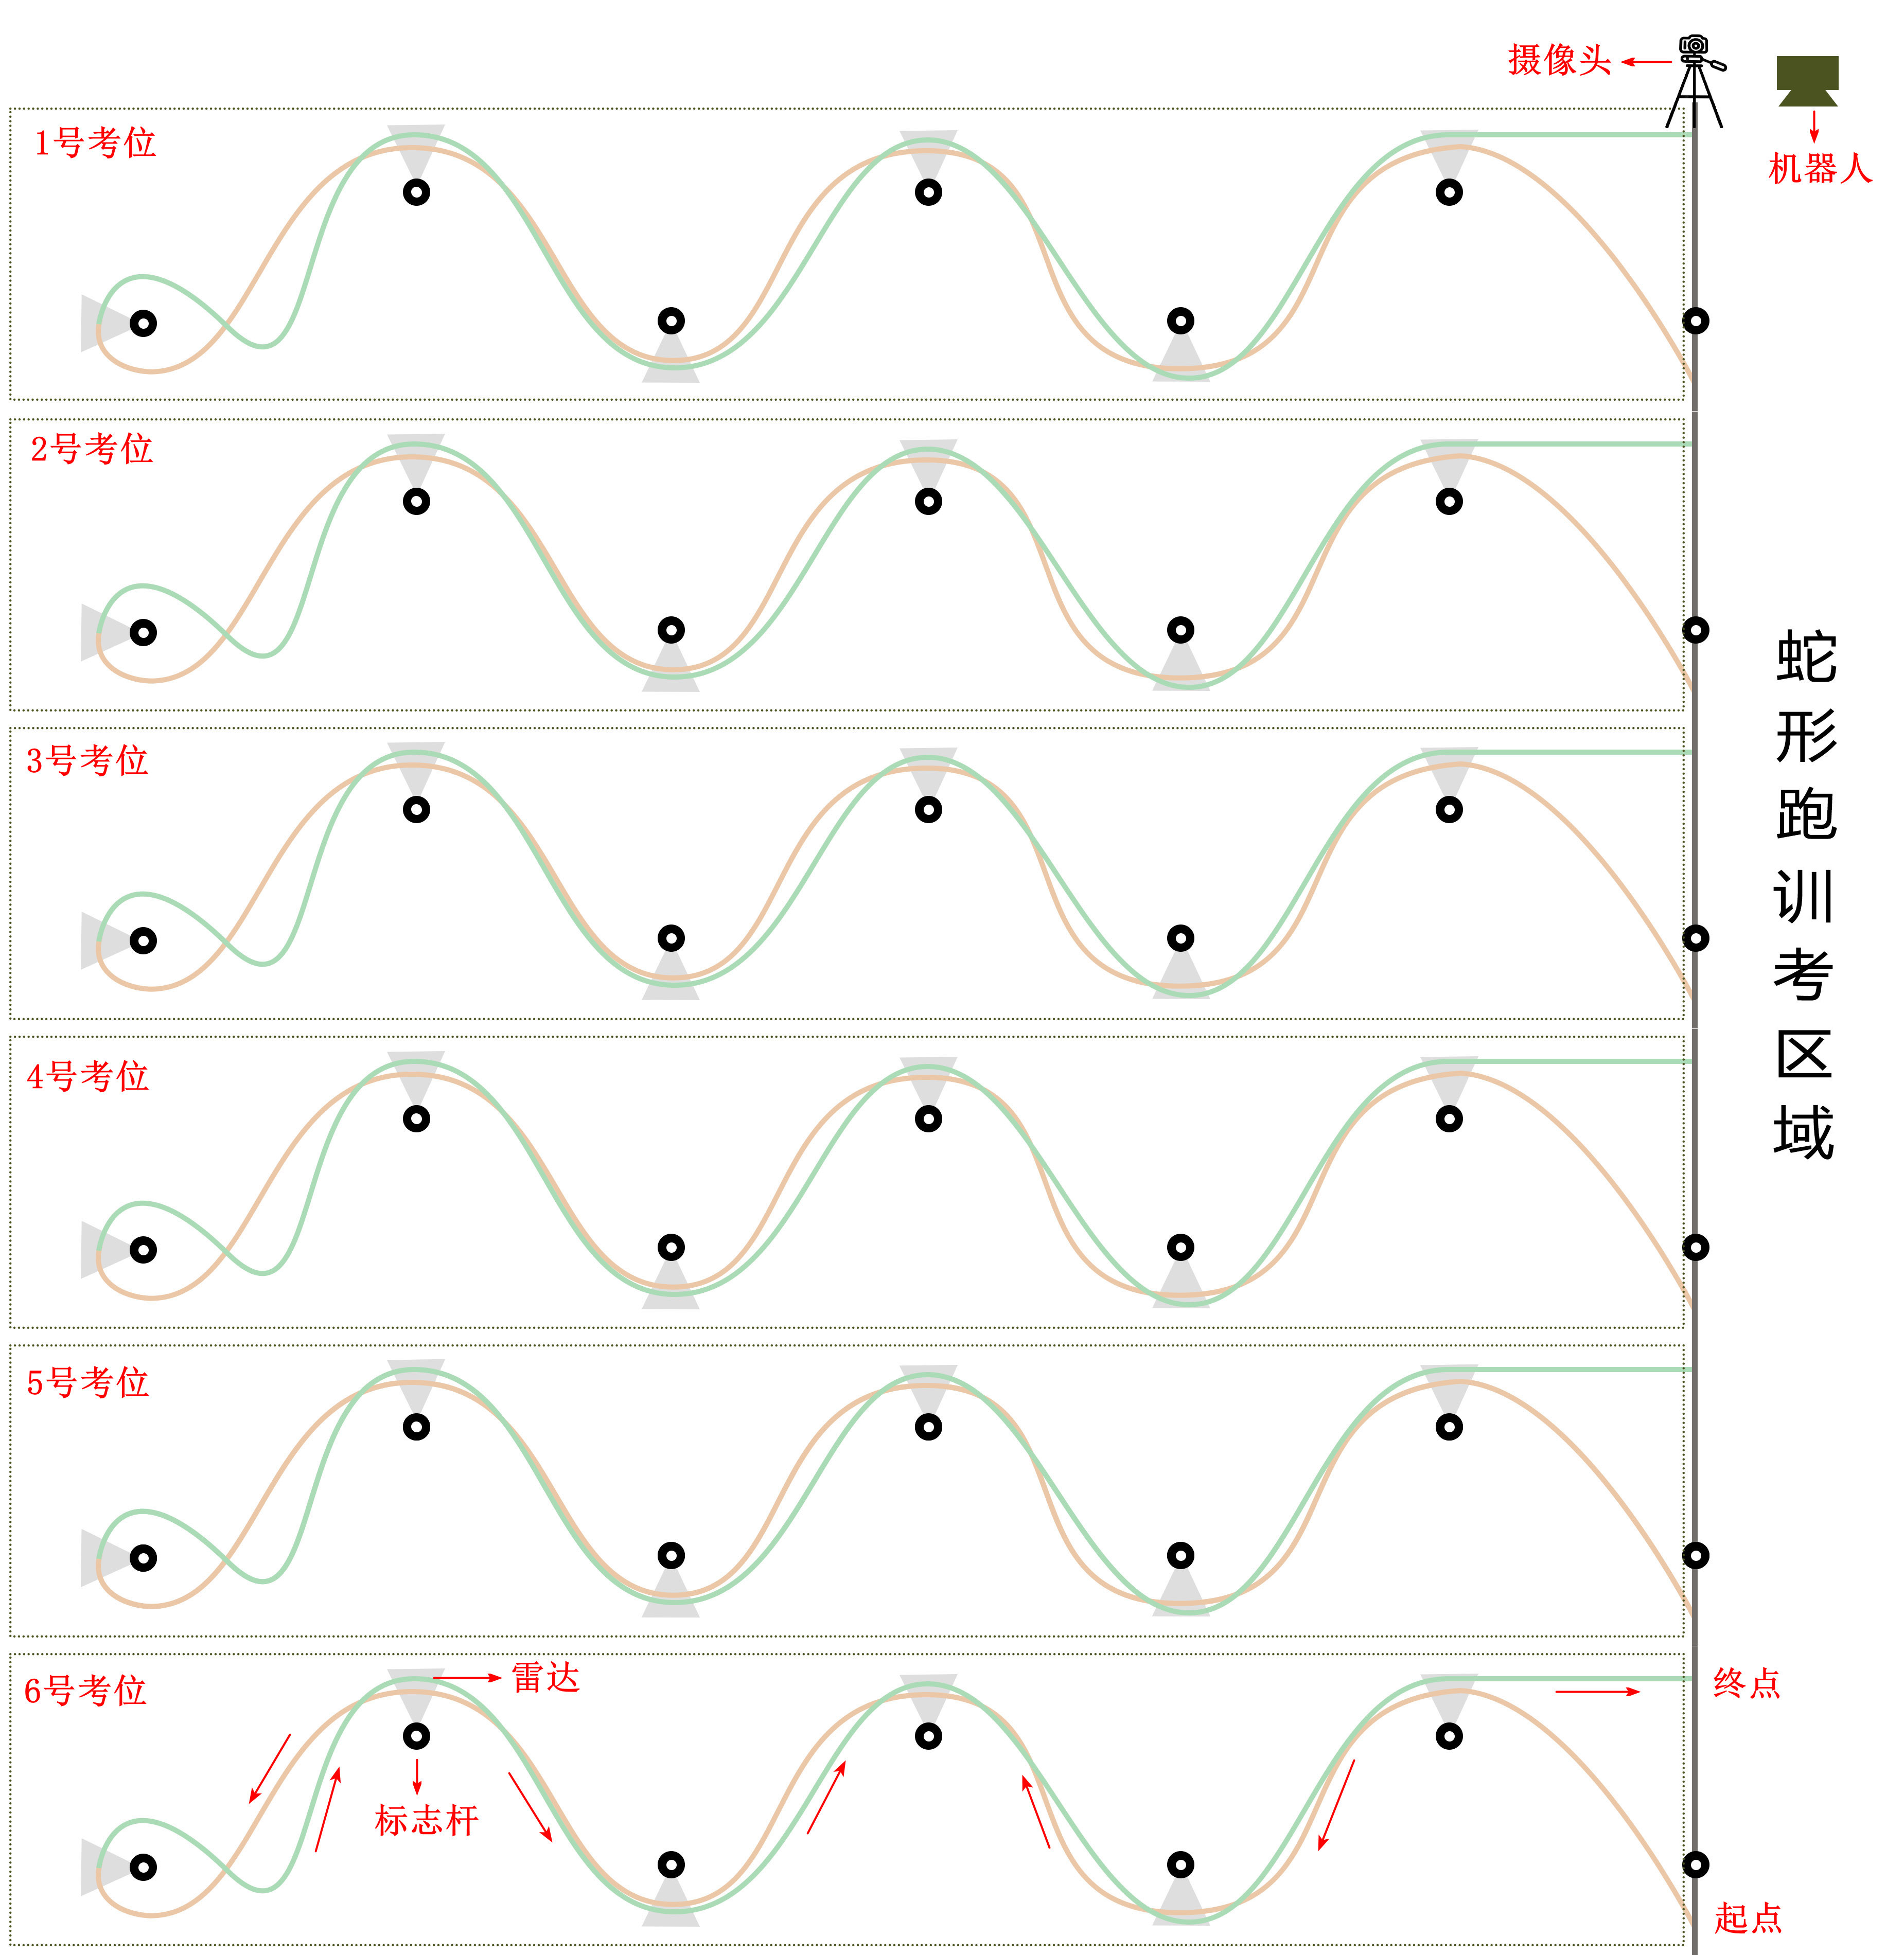 摄像头
机器人
1号考位
2号考位
3号考位
4号考位
5号考位
6号考位
雷达
标志杆
终点
起点
蛇形跑训考区域